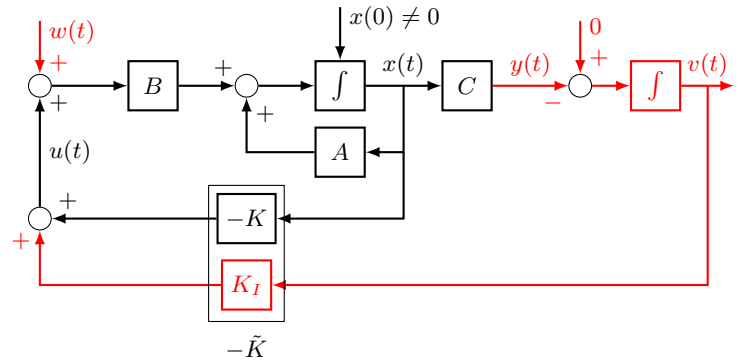 w(t) x(0) ≠ 0 0
+ + x(t) y(t) + v(t)
B ∫ C ∫
+ + −
u(t) A
+ −K
+ K_I
−K̃